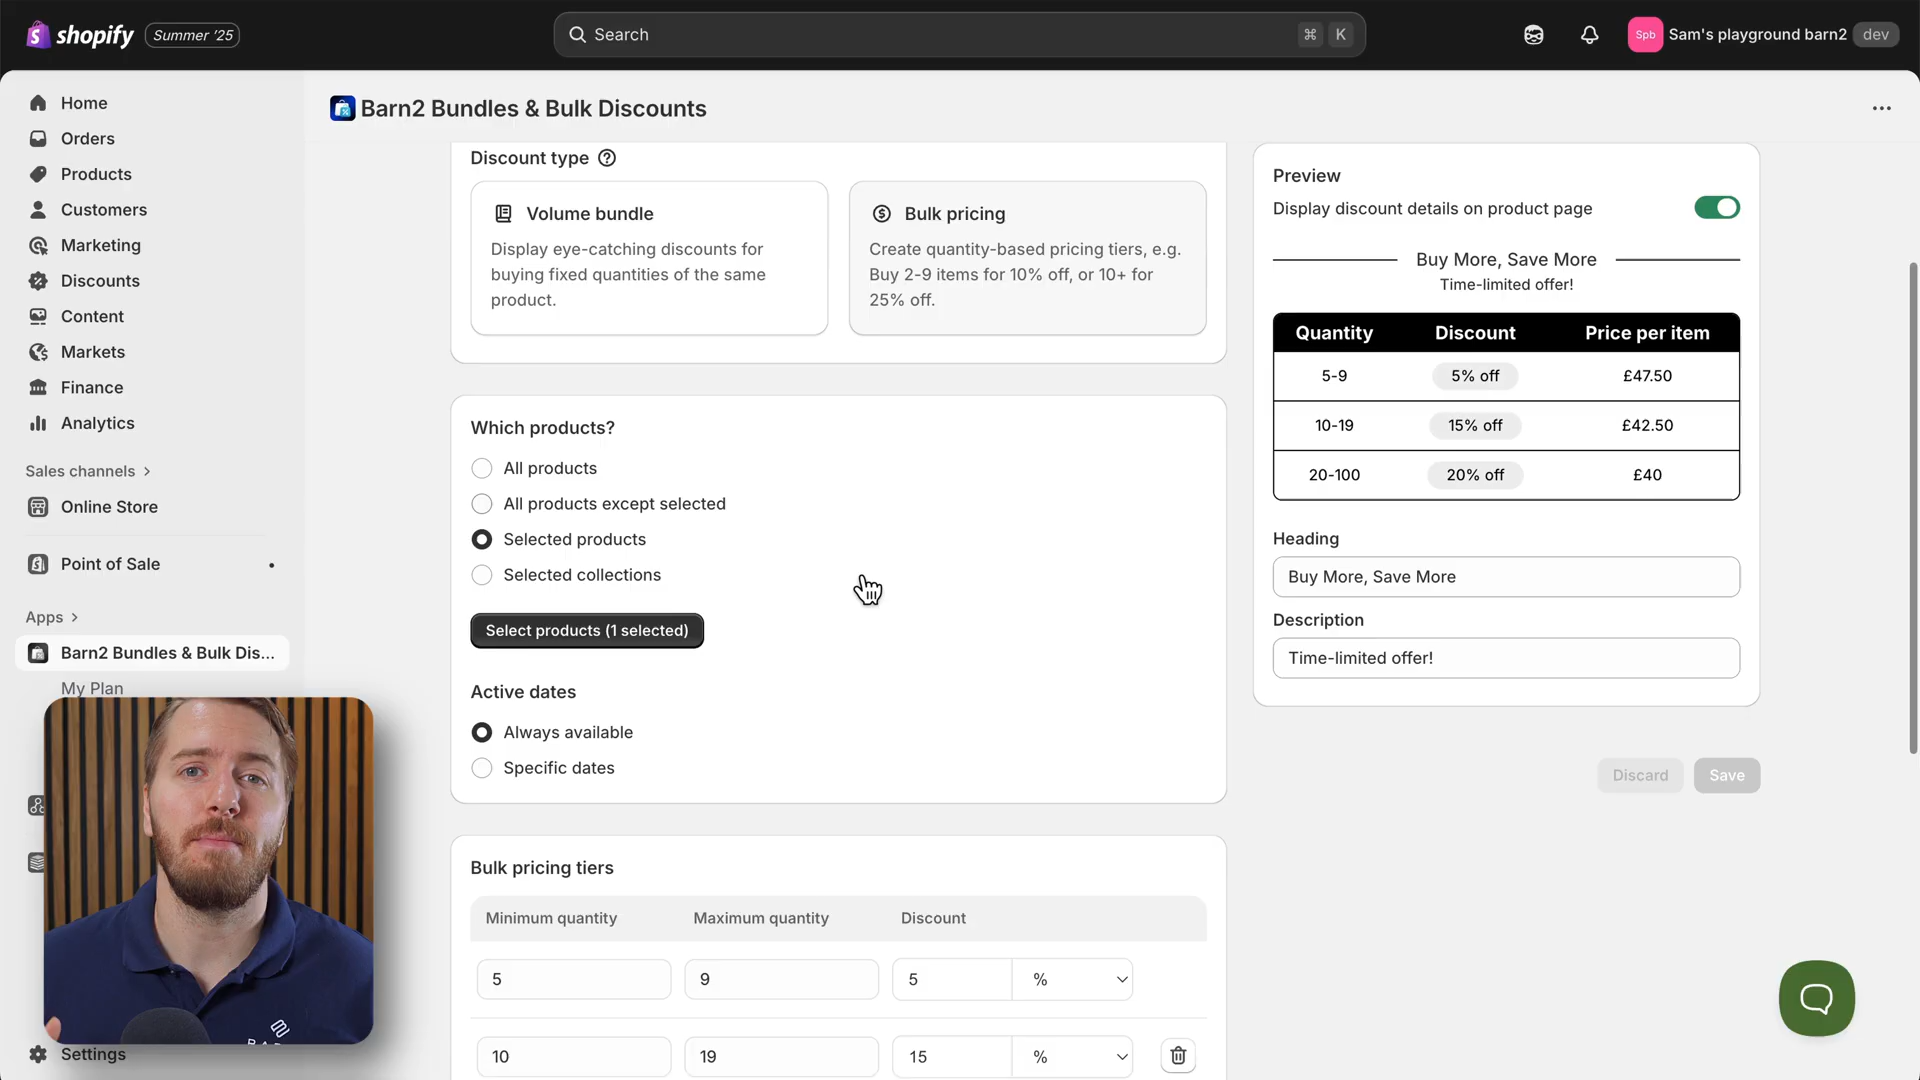 shopify
Summer '25
Search
⌘ K
Spb
Sam's playground barn2
dev
Home
Orders
Products
Customers
Marketing
Discounts
Content
Markets
Finance
Analytics
Sales channels
Online Store
Point of Sale
Apps
Barn2 Bundles & Bulk Dis...
My Plan
Settings
Barn2 Bundles & Bulk Discounts
Discount type
Volume bundle
Display eye-catching discounts for
buying fixed quantities of the same
product.
Bulk pricing
Create quantity-based pricing tiers, e.g.
Buy 2-9 items for 10% off, or 10+ for
25% off.
Which products?
All products
All products except selected
Selected products
Selected collections
Select products (1 selected)
Active dates
Always available
Specific dates
Bulk pricing tiers
Minimum quantity Maximum quantity Discount
5 9 5 %
10 19 15 %
Preview
Display discount details on product page
Buy More, Save More
Time-limited offer!
Quantity Discount Price per item
5-9 5% off £47.50
10-19 15% off £42.50
20-100 20% off £40
Heading
Buy More, Save More
Description
Time-limited offer!
Discard
Save